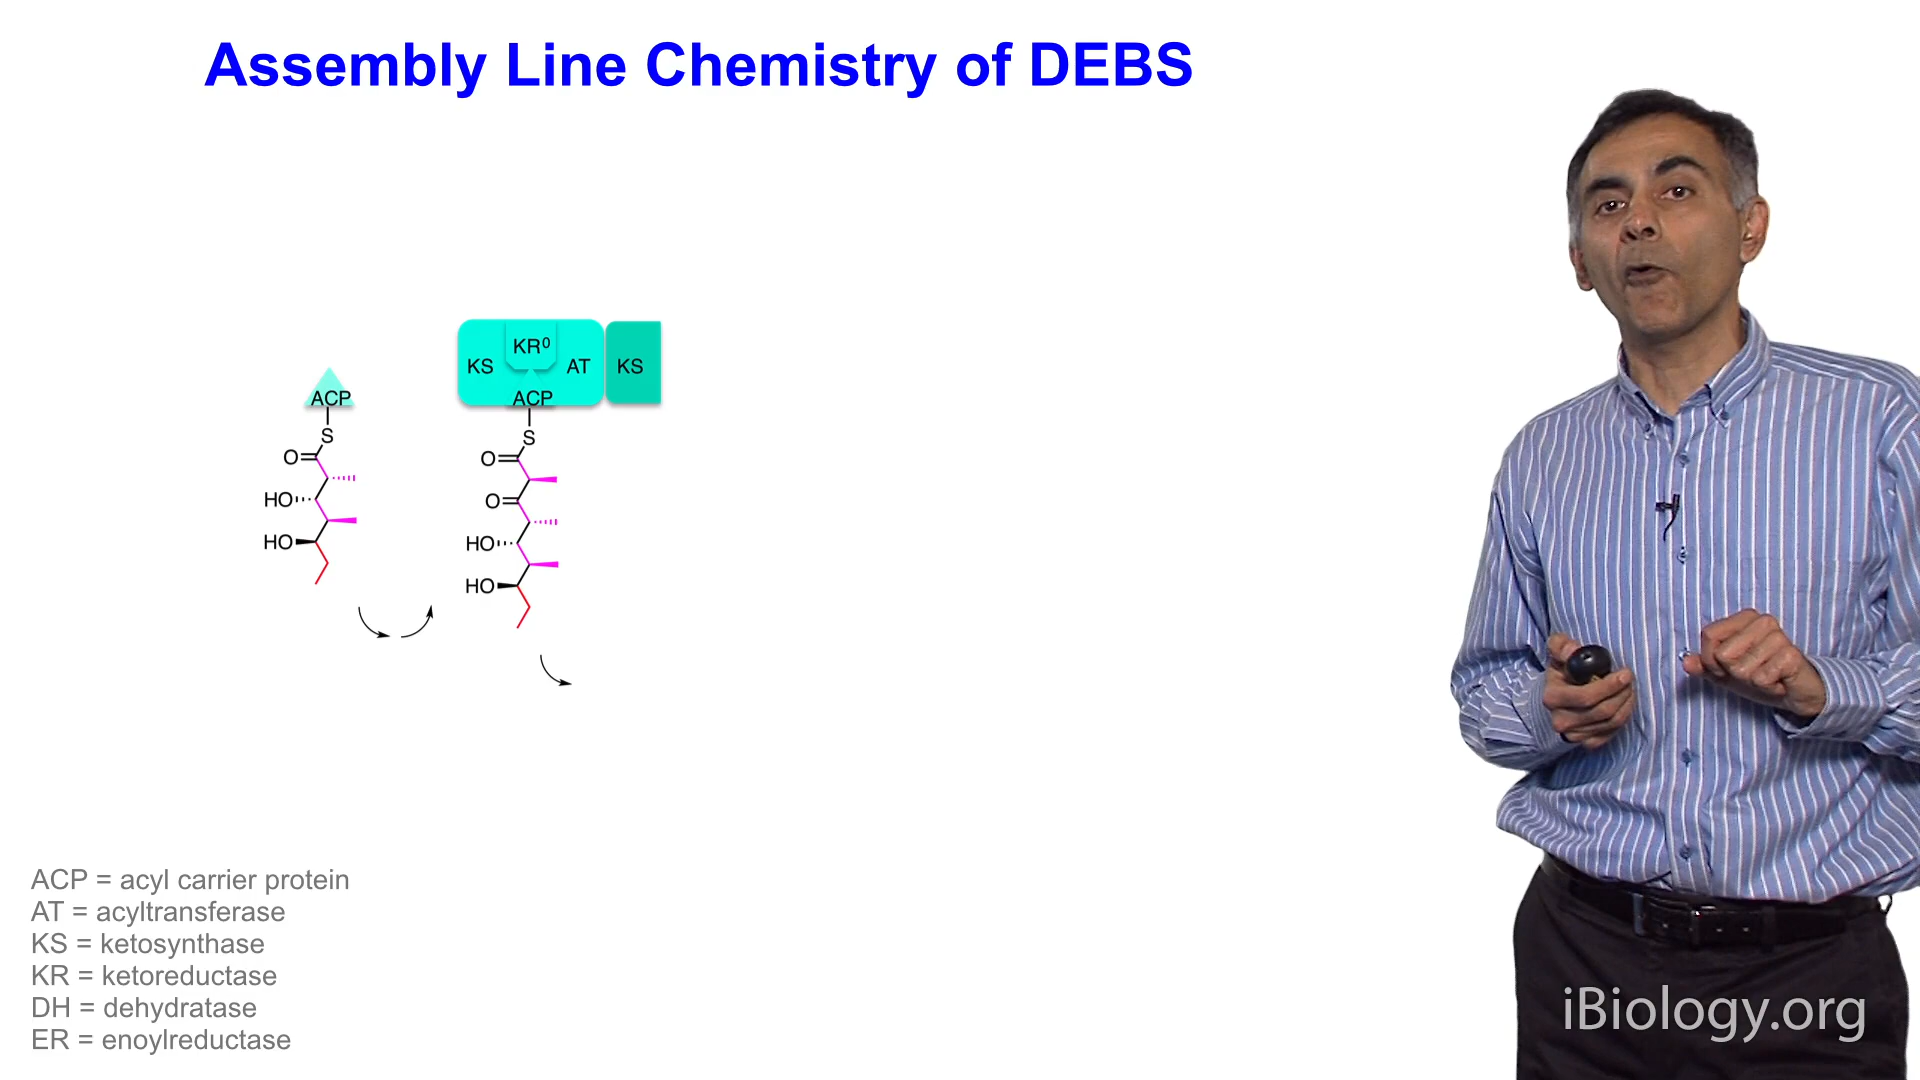 Assembly Line Chemistry of DEBS
KR⁰
KS
AT
KS
ACP
ACP
S
S
O
O
HO
O
HO
HO
HO
ACP = acyl carrier protein
AT = acyltransferase
KS = ketosynthase
KR = ketoreductase
DH = dehydratase
ER = enoylreductase
iBiology.org